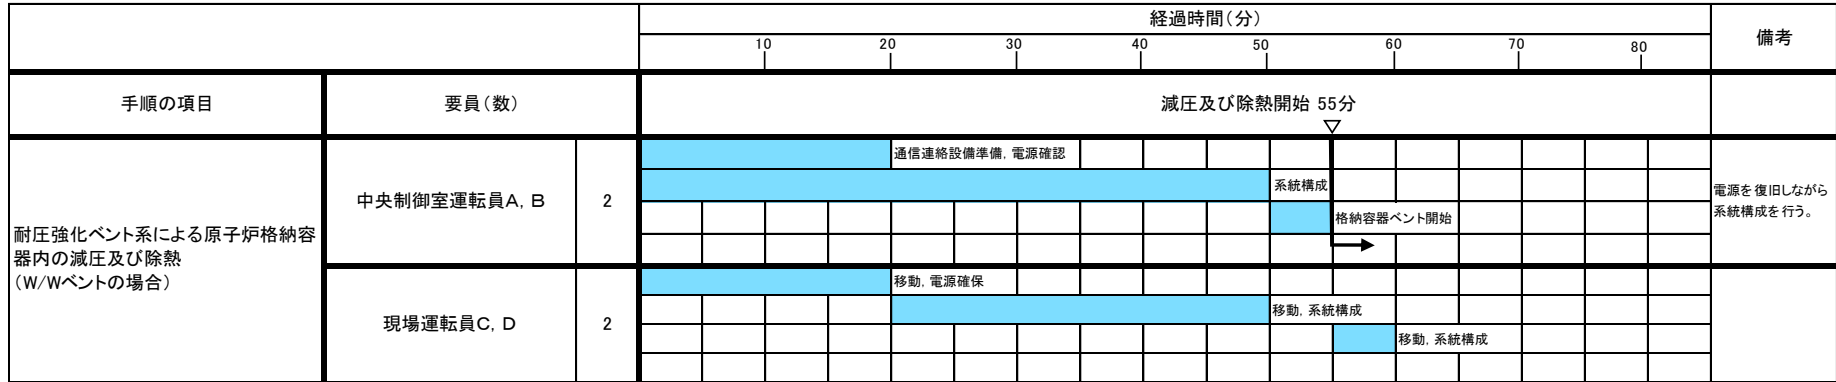 経過時間(分)
備考
10 20 30 40 50 60 70 80
手順の項目
要員(数)
減圧及び除熱開始 55分
耐圧強化ベント系による原子炉格納容
器内の減圧及び除熱
(W/Wベントの場合)
中央制御室運転員A, B
2
通信連絡設備準備, 電源確認
系統構成
格納容器ベント開始
電源を復旧しながら
系統構成を行う。
現場運転員C, D
2
移動, 電源確保
移動, 系統構成
移動, 系統構成